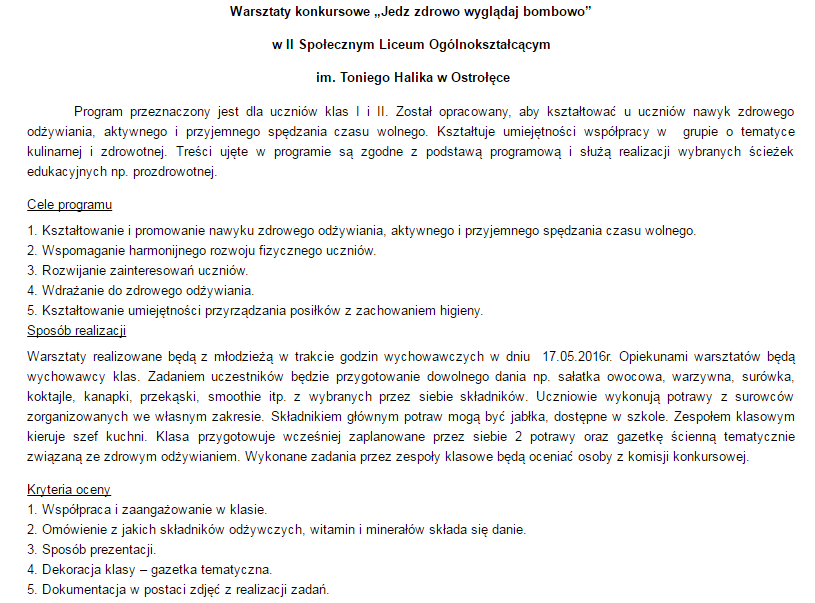 Warsztaty konkursowe „Jedz zdrowo wyglądaj bombowo”
w II Społecznym Liceum Ogólnokształcącym
im. Toniego Halika w Ostrołęce
Program przeznaczony jest dla uczniów klas I i II. Został opracowany, aby kształtować u uczniów nawyk zdrowego
odżywiania, aktywnego i przyjemnego spędzania czasu wolnego. Kształtuje umiejętności współpracy w grupie o tematyce
kulinarnej i zdrowotnej. Treści ujęte w programie są zgodne z podstawą programową i służą realizacji wybranych ścieżek
edukacyjnych np. prozdrowotnej.
Cele programu
1. Kształtowanie i promowanie nawyku zdrowego odżywiania, aktywnego i przyjemnego spędzania czasu wolnego.
2. Wspomaganie harmonijnego rozwoju fizycznego uczniów.
3. Rozwijanie zainteresowań uczniów.
4. Wdrażanie do zdrowego odżywiania.
5. Kształtowanie umiejętności przyrządzania posiłków z zachowaniem higieny.
Sposób realizacji
Warsztaty realizowane będą z młodzieżą w trakcie godzin wychowawczych w dniu 17.05.2016r. Opiekunami warsztatów będą
wychowawcy klas. Zadaniem uczestników będzie przygotowanie dowolnego dania np. sałatka owocowa, warzywna, surówka,
koktajle, kanapki, przekąski, smoothie itp. z wybranych przez siebie składników. Uczniowie wykonują potrawy z surowców
zorganizowanych we własnym zakresie. Składnikiem głównym potraw mogą być jabłka, dostępne w szkole. Zespołem klasowym
kieruje szef kuchni. Klasa przygotowuje wcześniej zaplanowane przez siebie 2 potrawy oraz gazetkę ścienną tematycznie
związaną ze zdrowym odżywianiem. Wykonane zadania przez zespoły klasowe będą oceniać osoby z komisji konkursowej.
Kryteria oceny
1. Współpraca i zaangażowanie w klasie.
2. Omówienie z jakich składników odżywczych, witamin i minerałów składa się danie.
3. Sposób prezentacji.
4. Dekoracja klasy – gazetka tematyczna.
5. Dokumentacja w postaci zdjęć z realizacji zadań.